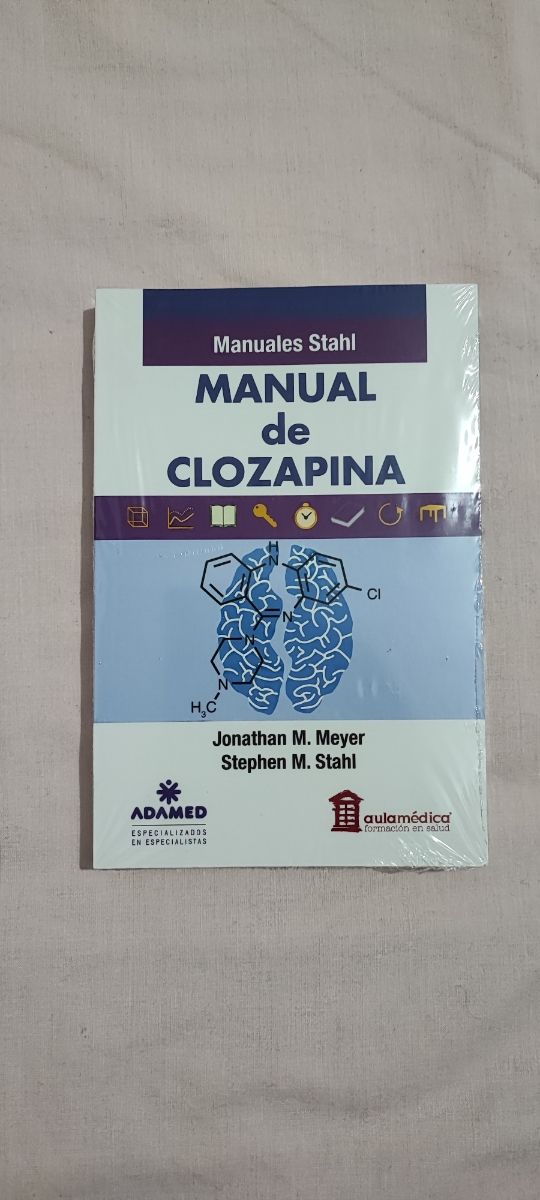 Manuales Stahl
MANUAL
de
CLOZAPINA
H
N
Cl
N
N
N
H₃C
Jonathan M. Meyer
Stephen M. Stahl
ADAMED
ESPECIALIZADOS
EN ESPECIALISTAS
aulamédica®
formación en salud